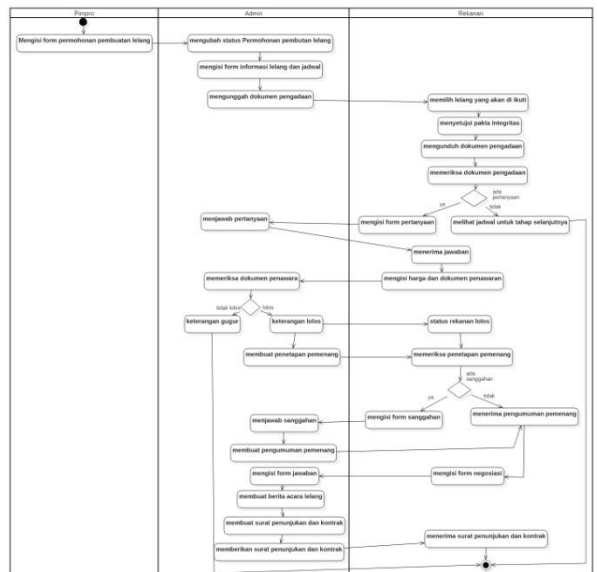 Pimpro
Admin
Rekanan
Mengisi form permohonan pembuatan lelang
mengubah status Permohonan pembutan lelang
mengisi form informasi lelang dan jadwal
mengunggah dokumen pengadaan
memilih lelang yang akan di ikuti
menyetujui pakta integritas
mengunduh dokumen pengadaan
memeriksa dokumen pengadaan
ada
pertanyaan
ya
tidak
menjawab pertanyaan
mengisi form pertanyaan
melihat jadwal untuk tahap selanjutnya
menerima jawaban
memeriksa dokumen penawara
mengisi harga dan dokumen penawaran
tidak lolos
lolos
keterangan gugur
keterangan lolos
status rekanan lolos
membuat penetapan pemenang
memeriksa penetapan pemenang
ada
sanggahan
ya
tidak
menjawab sanggahan
mengisi form sanggahan
menerima pengumuman pemenang
membuat pengumuman pemenang
mengisi form jawaban
mengisi form negosiasi
membuat berita acara lelang
membuat surat penunjukan dan kontrak
menerima surat penunjukan dan kontrak
memberikan surat penunjukan dan kontrak